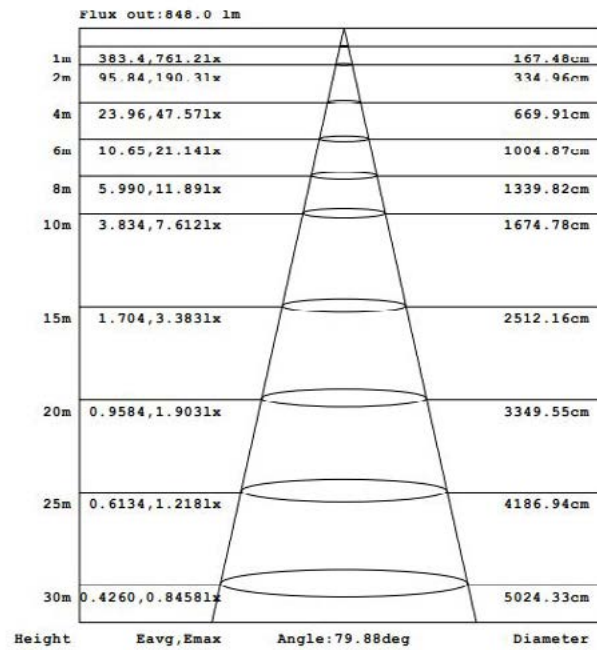 Flux out:848.0 lm
1m 383.4,761.2lx 167.48cm
2m 95.84,190.3lx 334.96cm
4m 23.96,47.57lx 669.91cm
6m 10.65,21.14lx 1004.87cm
8m 5.990,11.89lx 1339.82cm
10m 3.834,7.612lx 1674.78cm
15m 1.704,3.383lx 2512.16cm
20m 0.9584,1.903lx 3349.55cm
25m 0.6134,1.218lx 4186.94cm
30m 0.4260,0.8458lx 5024.33cm
Height Eavg,Emax Angle:79.88deg Diameter